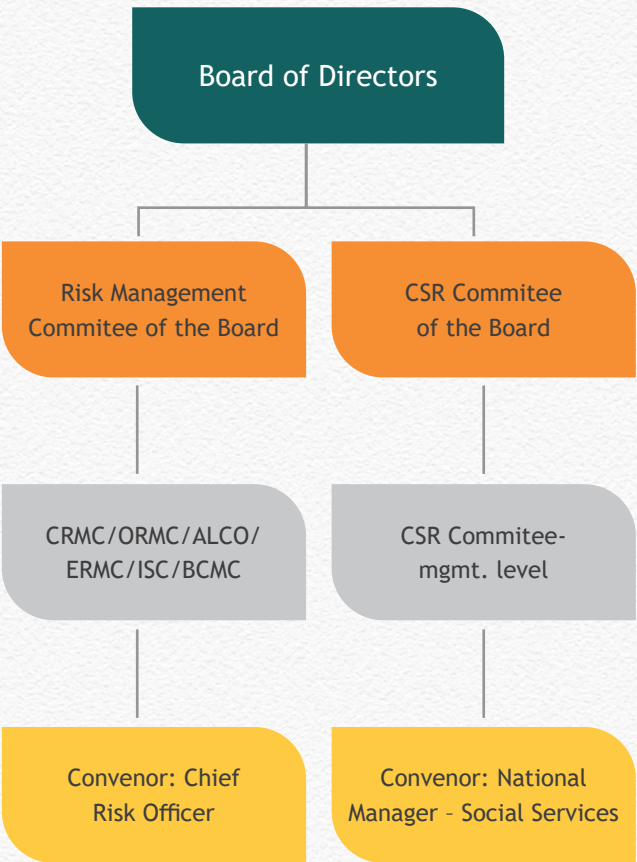 Board of Directors
Risk Management
Commitee of the Board
CSR Commitee
of the Board
CRMC/ORMC/ALCO/
ERMC/ISC/BCMC
CSR Commitee-
mgmt. level
Convenor: Chief
Risk Officer
Convenor: National
Manager – Social Services